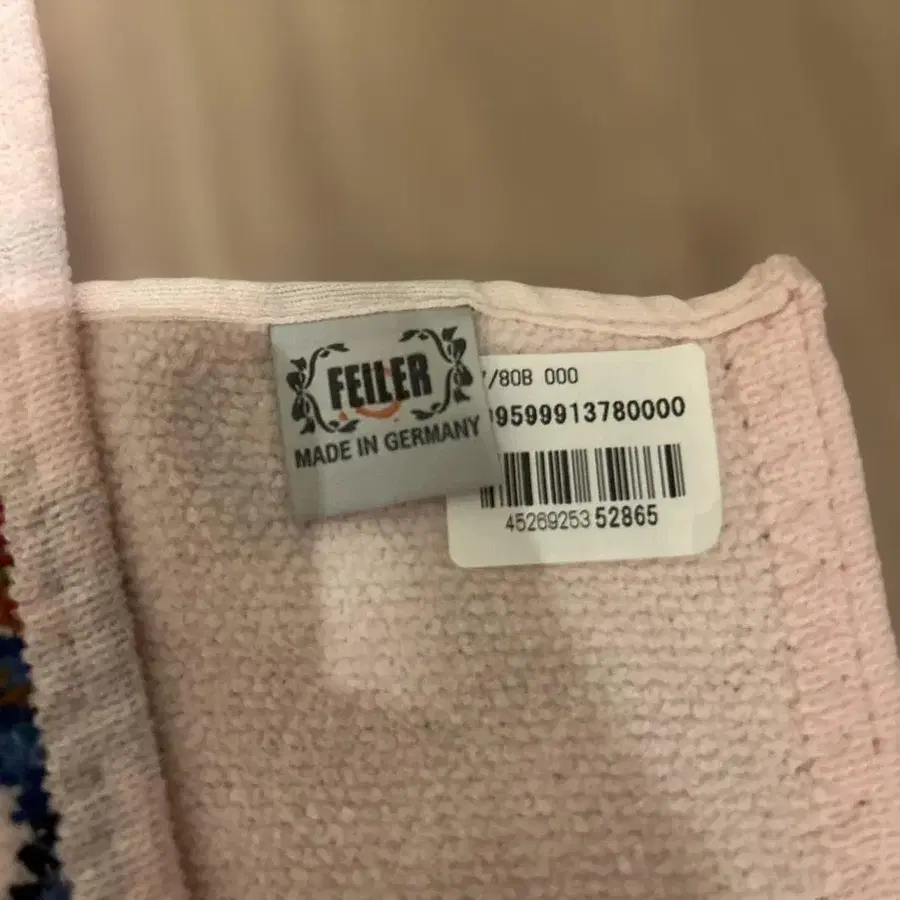 FEILER
MADE IN GERMANY
/80B 000
9599913780000
45269253 52865